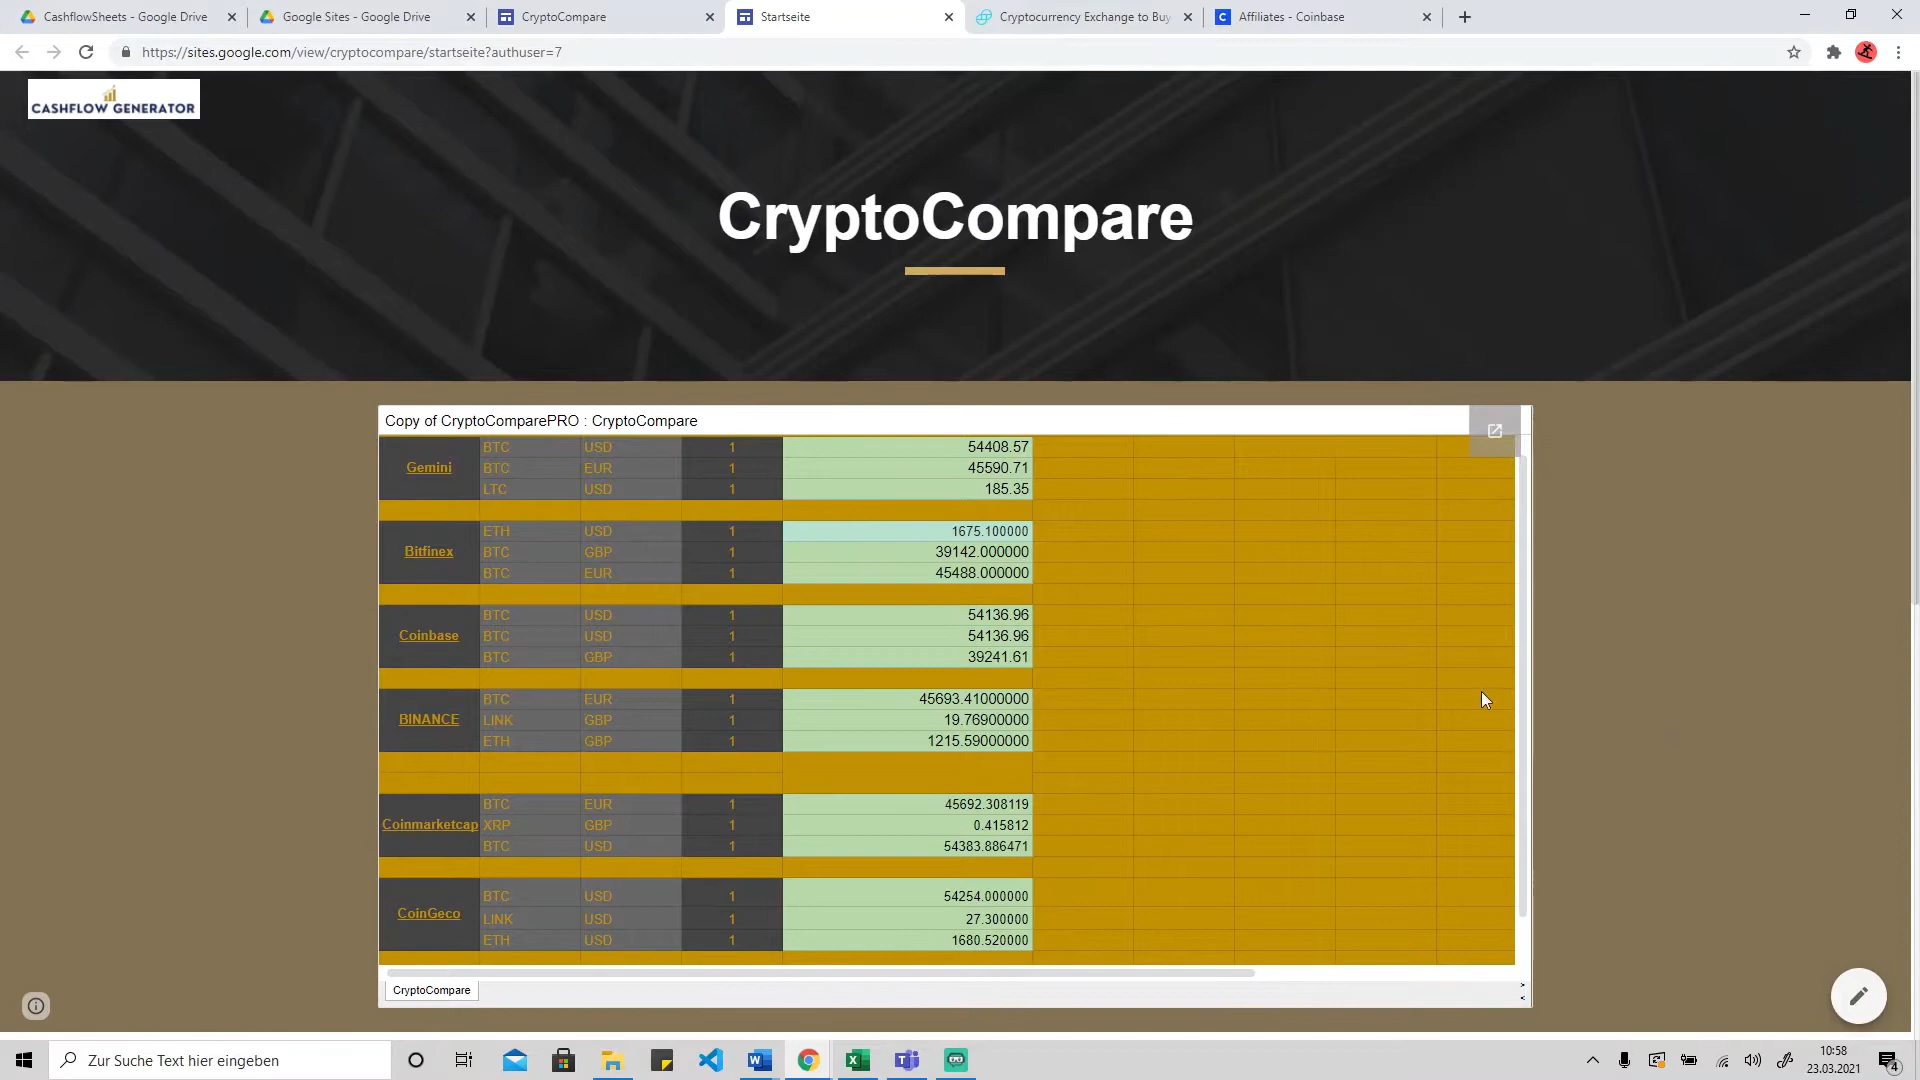 CashflowSheets - Google Drive
Google Sites - Google Drive
CryptoCompare
Startseite
Cryptocurrency Exchange to Buy
Affiliates - Coinbase
https://sites.google.com/view/cryptocompare/startseite?authuser=7
CASHFLOW GENERATOR
CryptoCompare
Copy of CryptoComparePRO : CryptoCompare
Gemini
BTC USD 1 54408.57
BTC EUR 1 45590.71
LTC USD 1 185.35
Bitfinex
ETH USD 1 1675.100000
BTC GBP 1 39142.000000
BTC EUR 1 45488.000000
Coinbase
BTC USD 1 54136.96
BTC USD 1 54136.96
BTC GBP 1 39241.61
BINANCE
BTC EUR 1 45693.41000000
LINK GBP 1 19.76900000
ETH GBP 1 1215.59000000
Coinmarketcap
BTC EUR 1 45692.308119
XRP GBP 1 0.415812
BTC USD 1 54383.886471
CoinGeco
BTC USD 1 54254.000000
LINK USD 1 27.300000
ETH USD 1 1680.520000
CryptoCompare
Zur Suche Text hier eingeben
10:58
23.03.2021
4